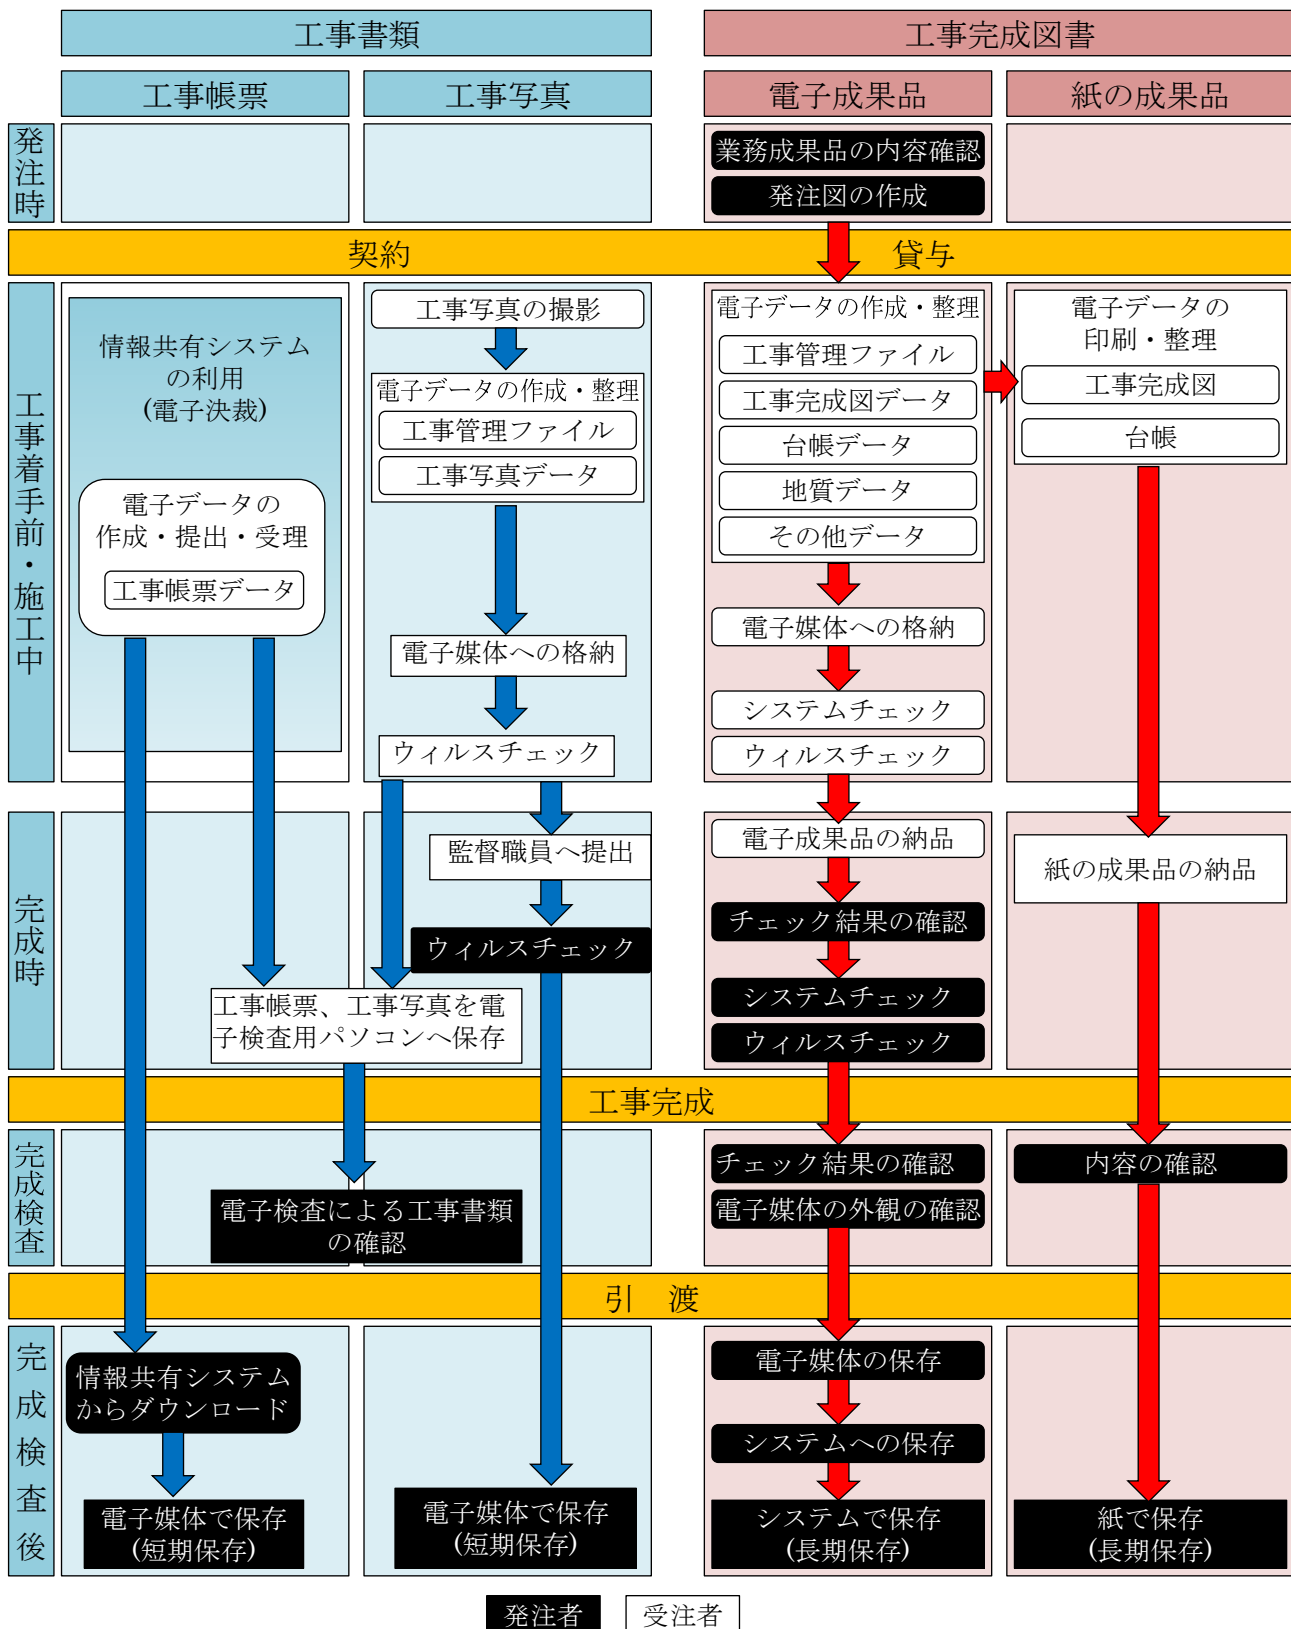 工事書類
工事完成図書
工事帳票
工事写真
電子成果品
紙の成果品
発注時
業務成果品の内容確認
発注図の作成
契約
貸与
工事着手前・施工中
情報共有システム
の利用
(電子決裁)
電子データの
作成・提出・受理
工事帳票データ
工事写真の撮影
電子データの作成・整理
工事管理ファイル
工事写真データ
電子媒体への格納
ウィルスチェック
電子データの作成・整理
工事管理ファイル
工事完成図データ
台帳データ
地質データ
その他データ
電子媒体への格納
システムチェック
ウィルスチェック
電子データの
印刷・整理
工事完成図
台帳
完成時
監督職員へ提出
ウィルスチェック
工事帳票、工事写真を電
子検査用パソコンへ保存
電子成果品の納品
チェック結果の確認
システムチェック
ウィルスチェック
紙の成果品の納品
工事完成
完成検査
電子検査による工事書類
の確認
チェック結果の確認
電子媒体の外観の確認
内容の確認
引 渡
完成検査後
情報共有システム
からダウンロード
電子媒体で保存
(短期保存)
電子媒体で保存
(短期保存)
電子媒体の保存
システムへの保存
システムで保存
(長期保存)
紙で保存
(長期保存)
発注者
受注者